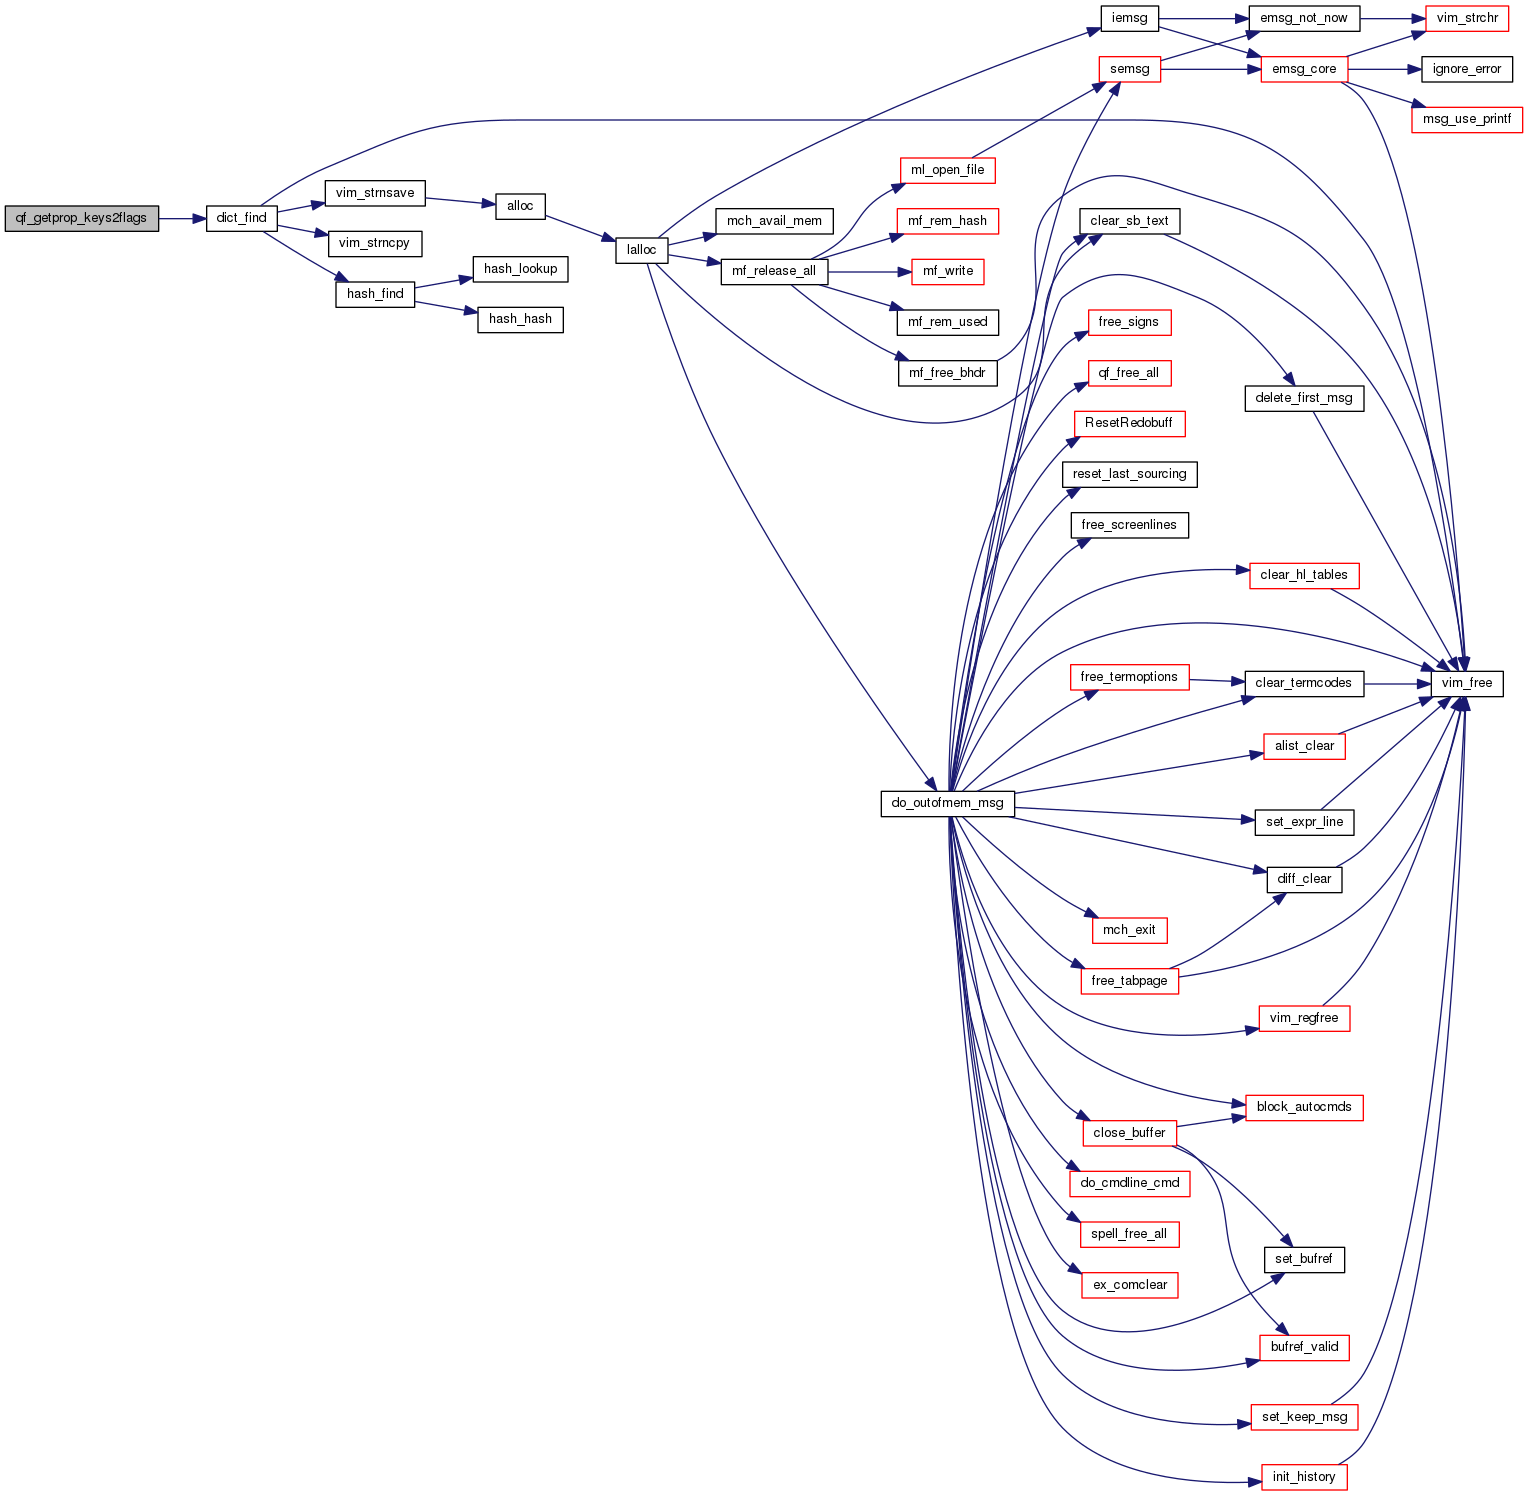 qf_getprop_keys2flags
dict_find
vim_strnsave
vim_strncpy
hash_find
hash_lookup
hash_hash
alloc
lalloc
mch_avail_mem
mf_release_all
ml_open_file
mf_rem_hash
mf_write
mf_rem_used
mf_free_bhdr
do_outofmem_msg
iemsg
semsg
clear_sb_text
free_signs
qf_free_all
ResetRedobuff
reset_last_sourcing
free_screenlines
free_termoptions
mch_exit
free_tabpage
close_buffer
do_cmdline_cmd
spell_free_all
ex_comclear
emsg_not_now
emsg_core
delete_first_msg
clear_hl_tables
clear_termcodes
alist_clear
set_expr_line
diff_clear
vim_regfree
block_autocmds
set_bufref
bufref_valid
set_keep_msg
init_history
vim_strchr
ignore_error
msg_use_printf
vim_free